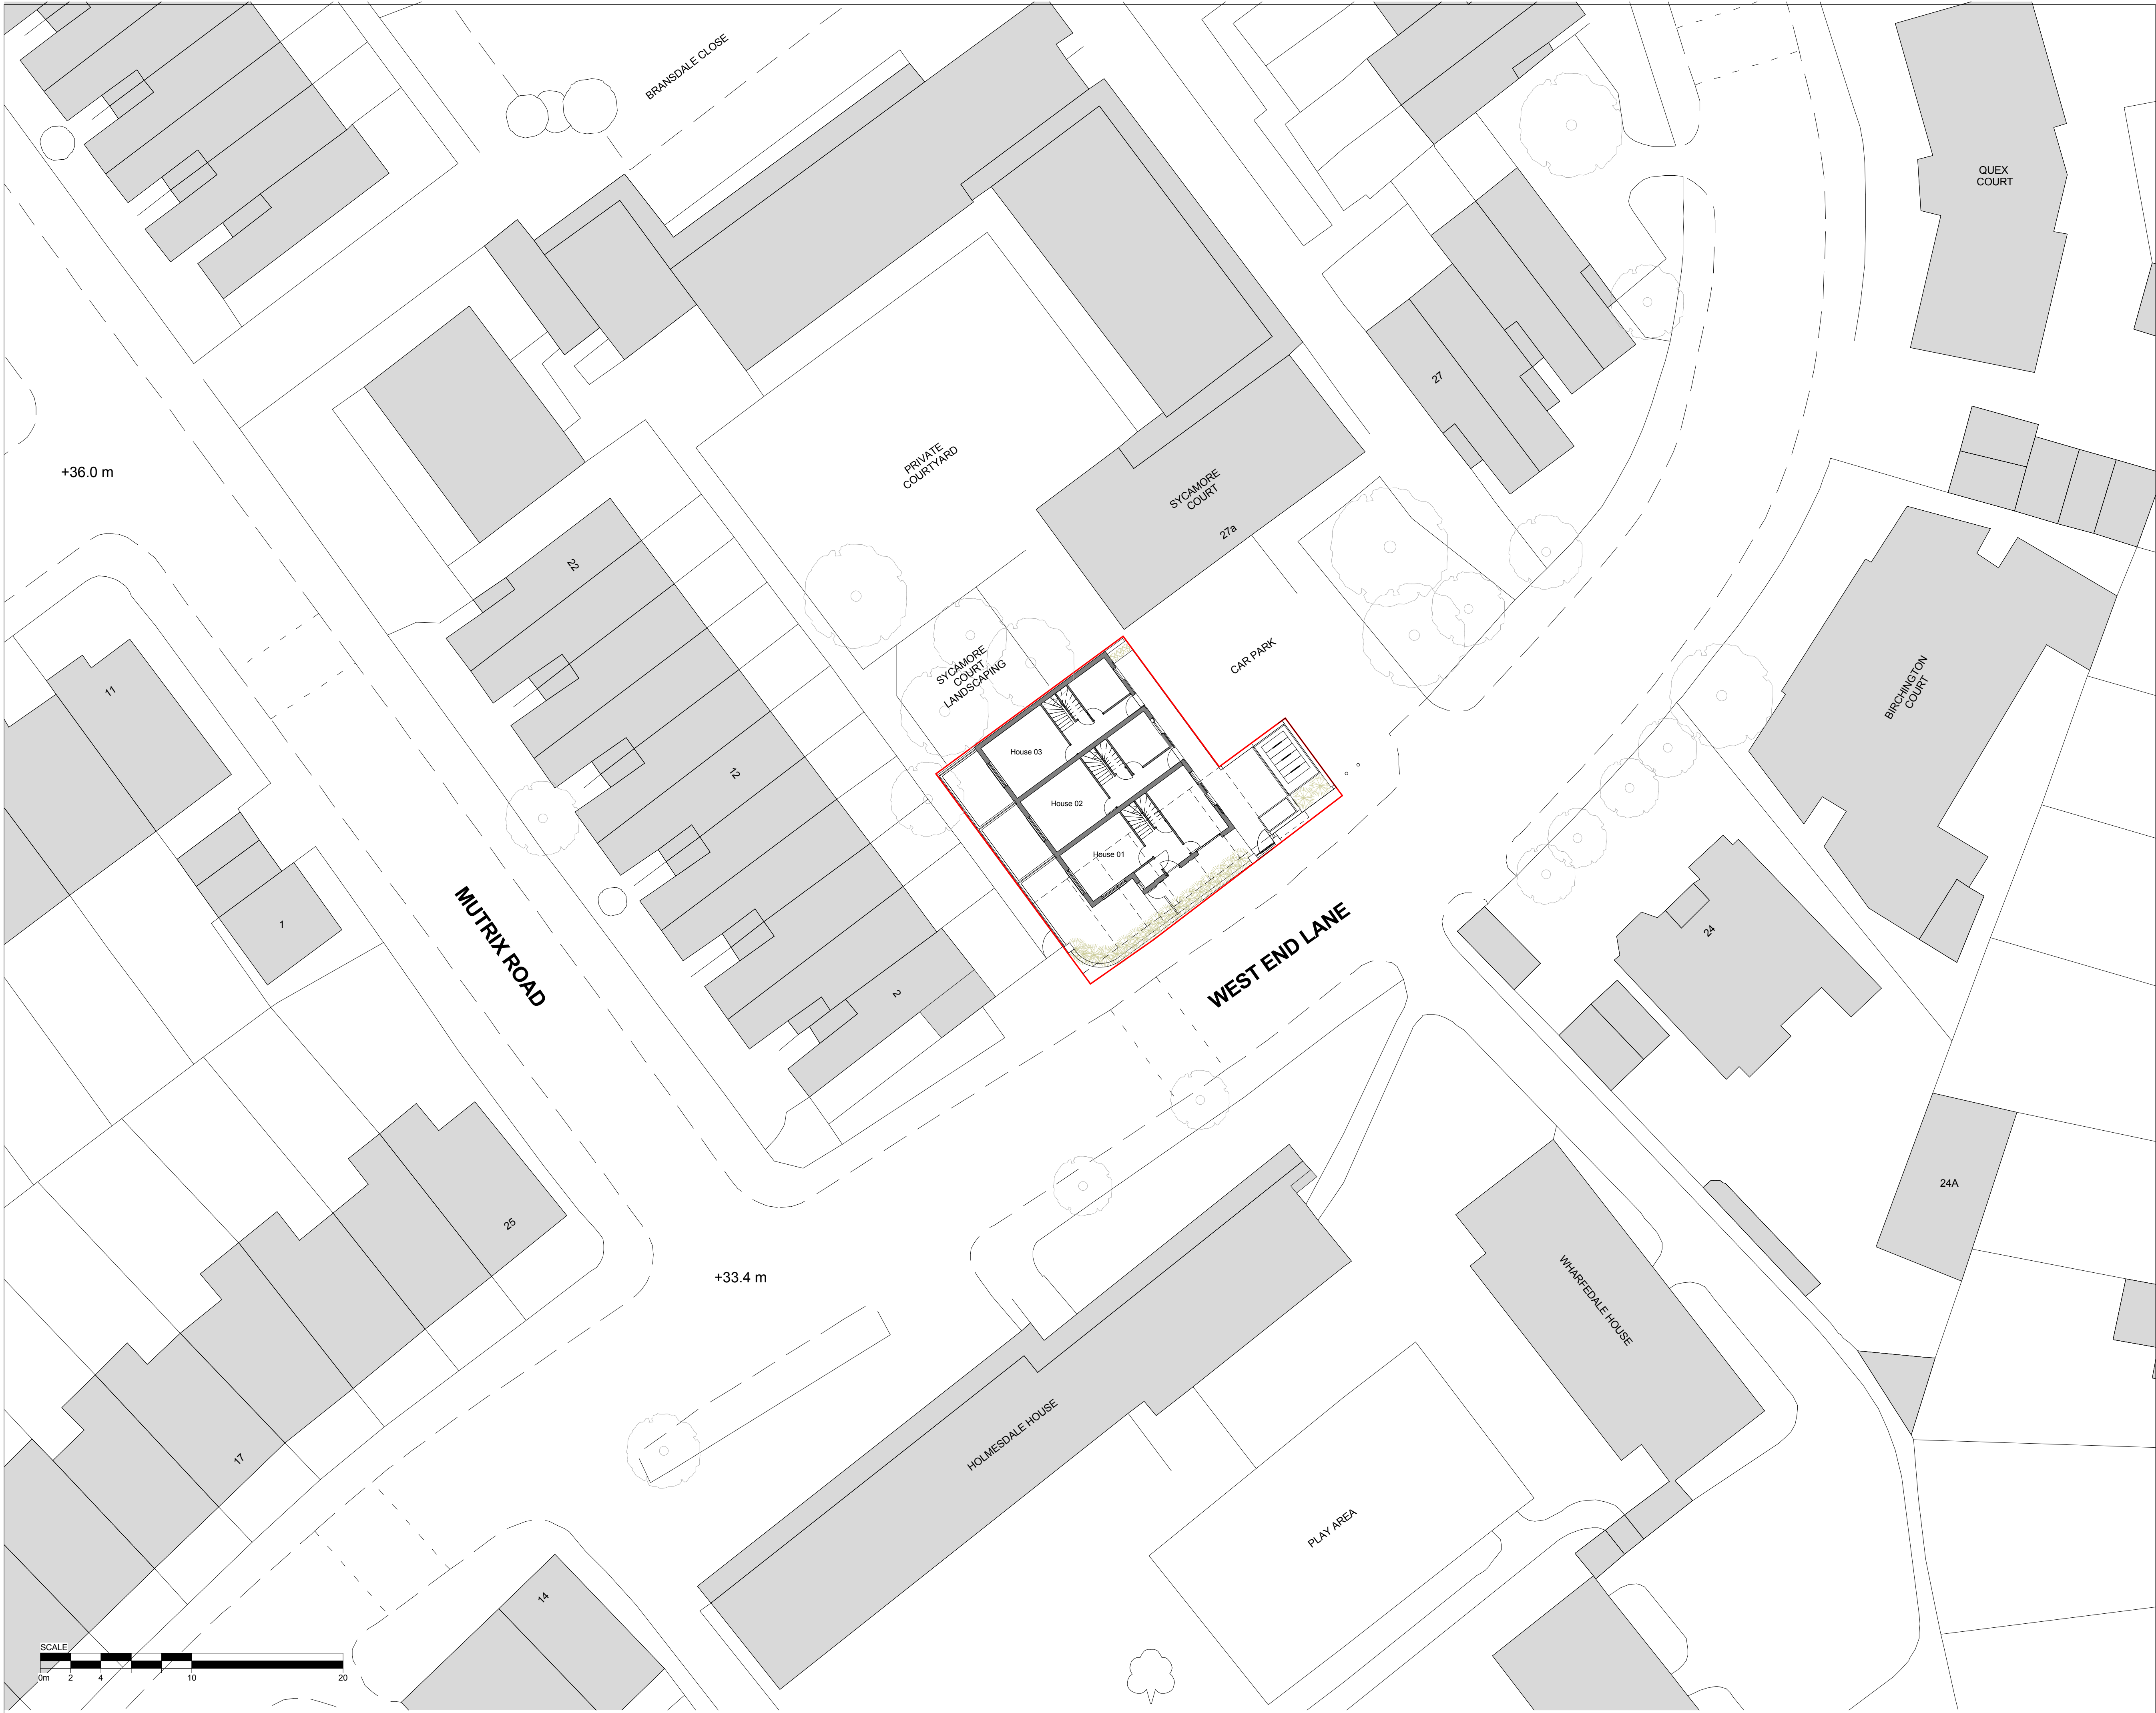 BRANSDALE CLOSE
QUEX
COURT
27
+36.0 m
PRIVATE
COURTYARD
SYCAMORE
COURT
27a
22
SYCAMORE
COURT
LANDSCAPING
CAR PARK
BIRCHINGTON
COURT
11
12
House 03
House 02
House 01
1
MUTRIX ROAD
2
WEST END LANE
24
24A
25
+33.4 m
WHARFEDALE HOUSE
HOLMESDALE HOUSE
17
PLAY AREA
14
SCALE
0m 2 4 10 20